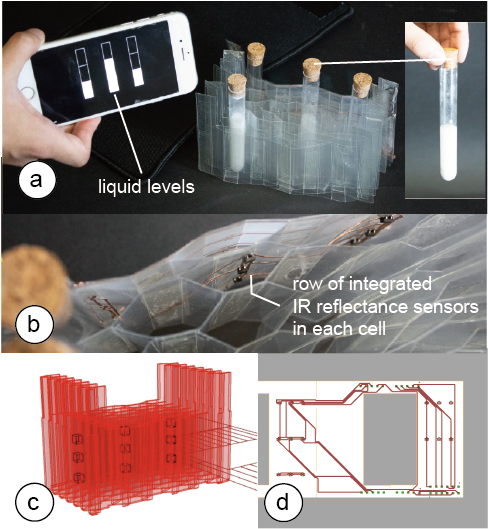 liquid levels
a
row of integrated
IR reflectance sensors
in each cell
b
c
d